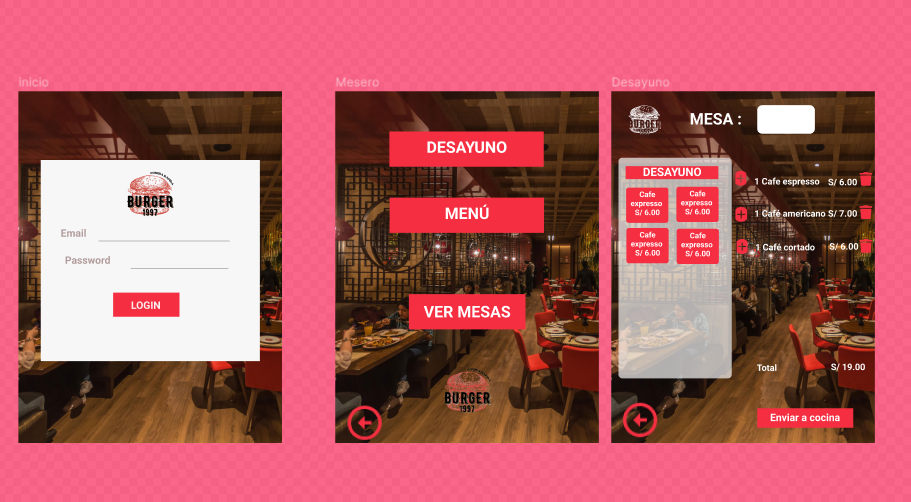 inicio
BURGER
1997
Email
Password
LOGIN
Mesero
DESAYUNO
MENÚ
VER MESAS
BURGER
1997
Desayuno
BURGER
MESA :
DESAYUNO
Cafe
expresso
S/ 6.00
Cafe
expresso
S/ 6.00
Cafe
expresso
S/ 6.00
Cafe
expresso
S/ 6.00
1 Cafe espresso S/ 6.00
1 Café americano S/ 7.00
1 Café cortado S/ 6.00
Total S/ 19.00
Enviar a cocina